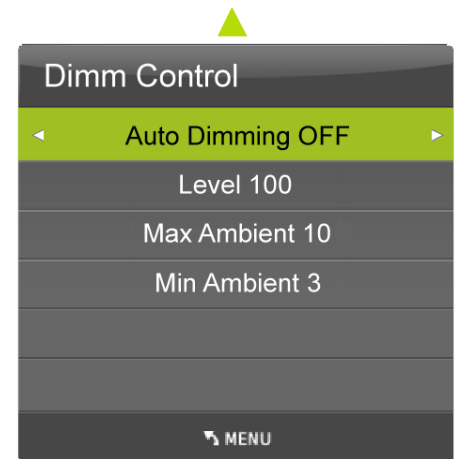 Dimm Control
Auto Dimming OFF
Level 100
Max Ambient 10
Min Ambient 3
MENU